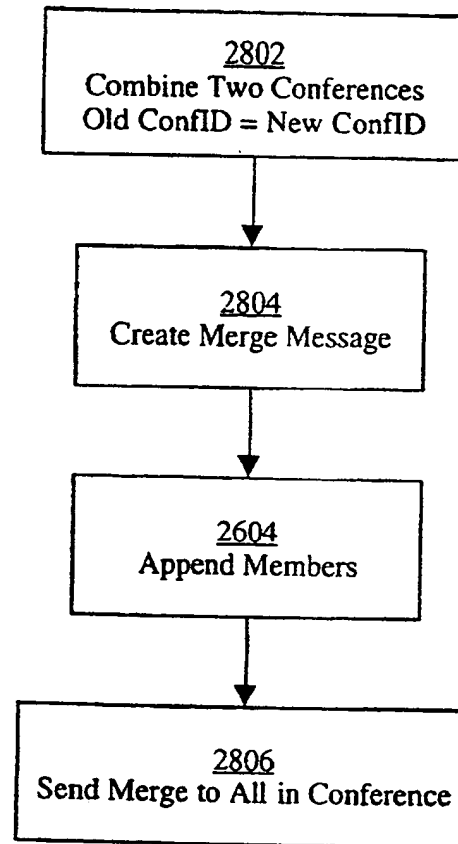 2802
Combine Two Conferences
Old ConfID = New ConfID
2804
Create Merge Message
2604
Append Members
2806
Send Merge to All in Conference